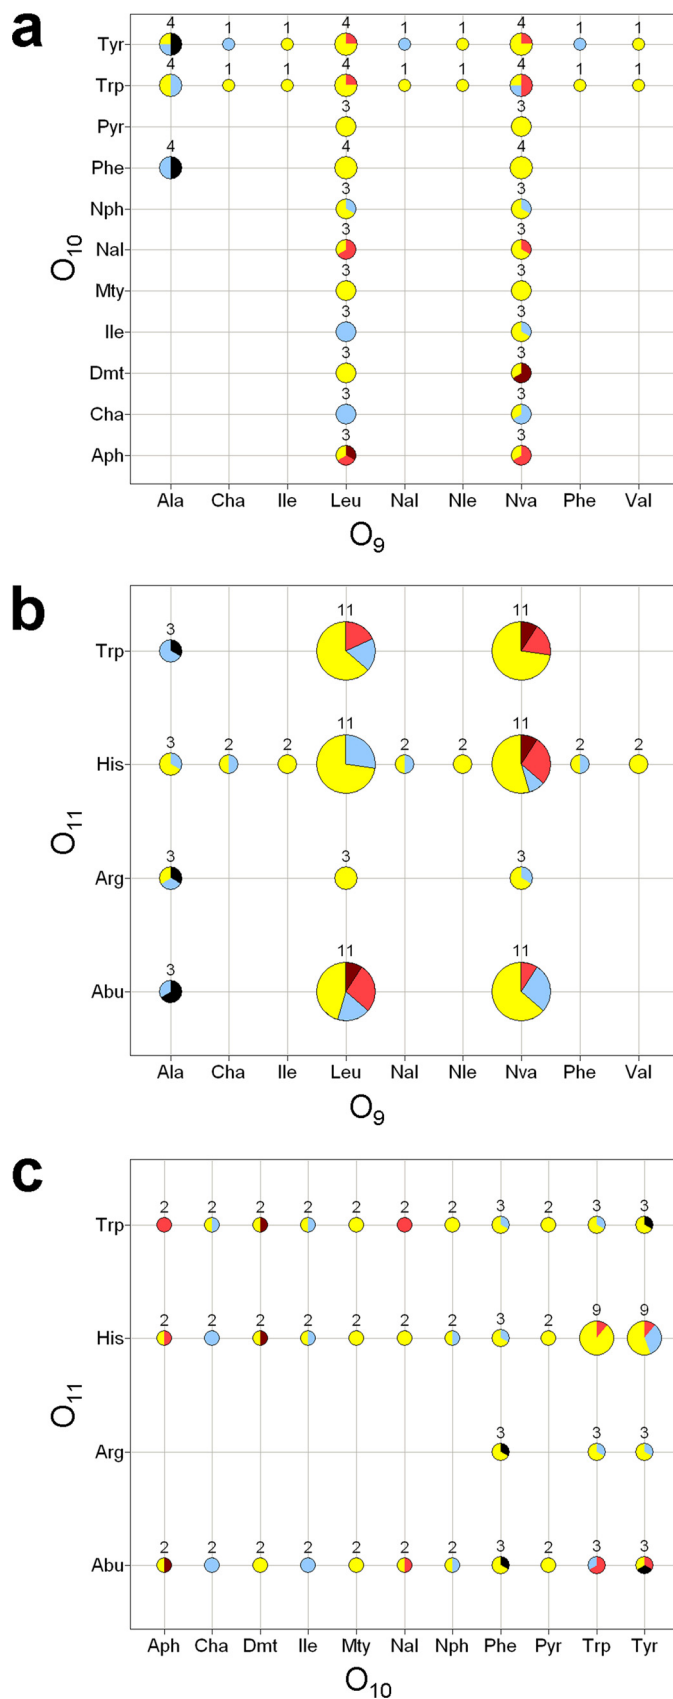 a
4 1 1 4 1 1 4 1 1
Tyr
4 1 1 4 1 1 4 1 1
Trp
3 3
Pyr
4 4 4
Phe
3 3
Nph
3 3
Nal
3 3
Mty
3 3
Ile
3 3
Dmt
3 3
Cha
3 3
Aph
O10
Ala Cha Ile Leu Nal Nle Nva Phe Val
O9
b
3 11 11
Trp
3 2 2 11 2 2 11 2 2
His
3 3 3
Arg
3 11 11
Abu
O11
Ala Cha Ile Leu Nal Nle Nva Phe Val
O9
c
2 2 2 2 2 2 2 3 2 3 3
Trp
2 2 2 2 2 2 2 3 2 9 9
His
3 3 3
Arg
2 2 2 2 2 2 2 3 2 3 3
Abu
O11
Aph Cha Dmt Ile Mty Nal Nph Phe Pyr Trp Tyr
O10